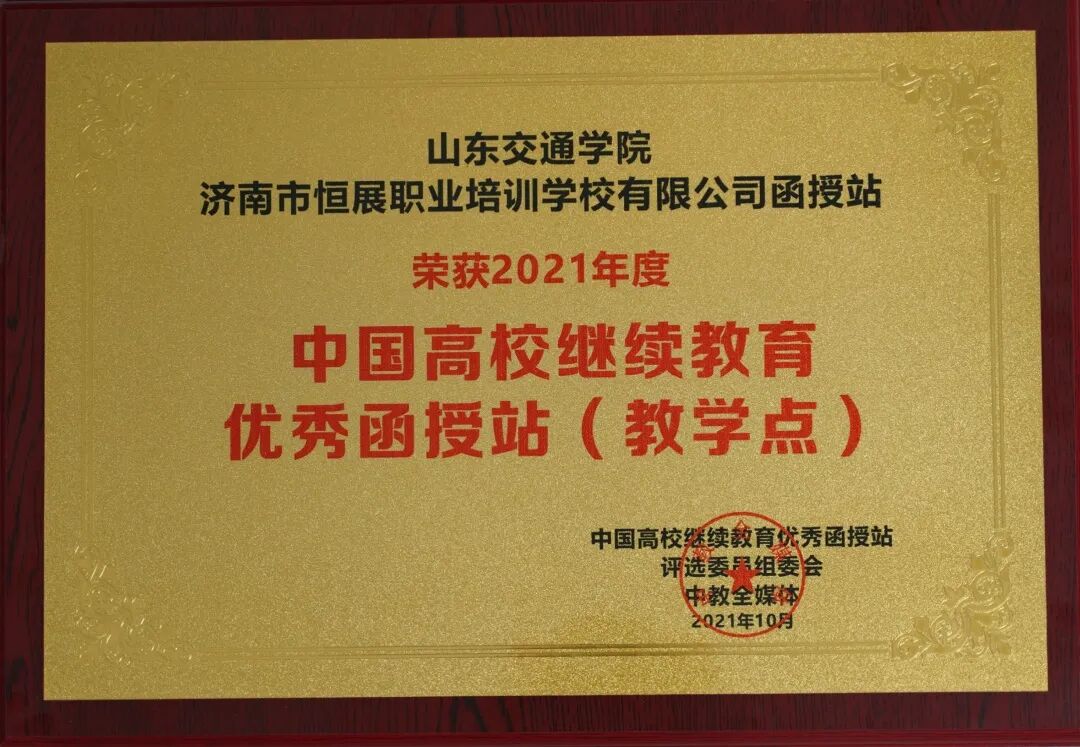 山东交通学院
济南市恒展职业培训学校有限公司函授站
荣获2021年度
中国高校继续教育
优秀函授站（教学点）
中国高校继续教育优秀函授站
评选委员组委会
中教全媒体
2021年10月